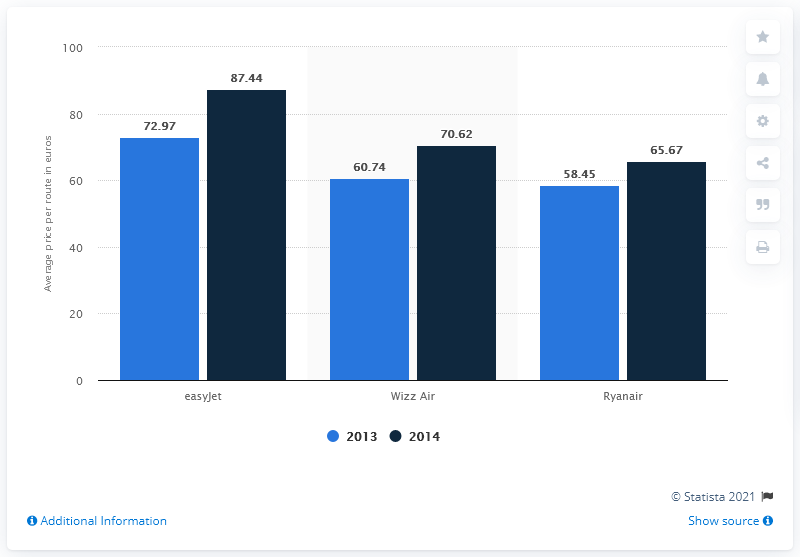 Average price per route in euros
100
80
60
40
20
0
72.97
87.44
60.74
70.62
58.45
65.67
easyJet
Wizz Air
Ryanair
2013
2014
© Statista 2021
Additional Information
Show source